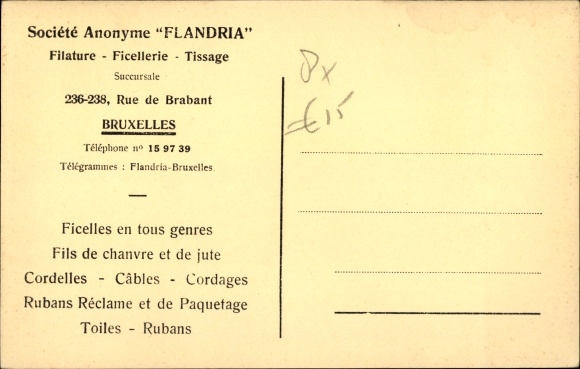 Société Anonyme "FLANDRIA"
Filature - Ficellerie - Tissage
Succursale
236-238, Rue de Brabant
BRUXELLES
Téléphone nº 15 97 39
Télégrammes : Flandria-Bruxelles
Ficelles en tous genres
Fils de chanvre et de jute
Cordelles - Câbles - Cordages
Rubans Réclame et de Paquetage
Toiles - Rubans
€15